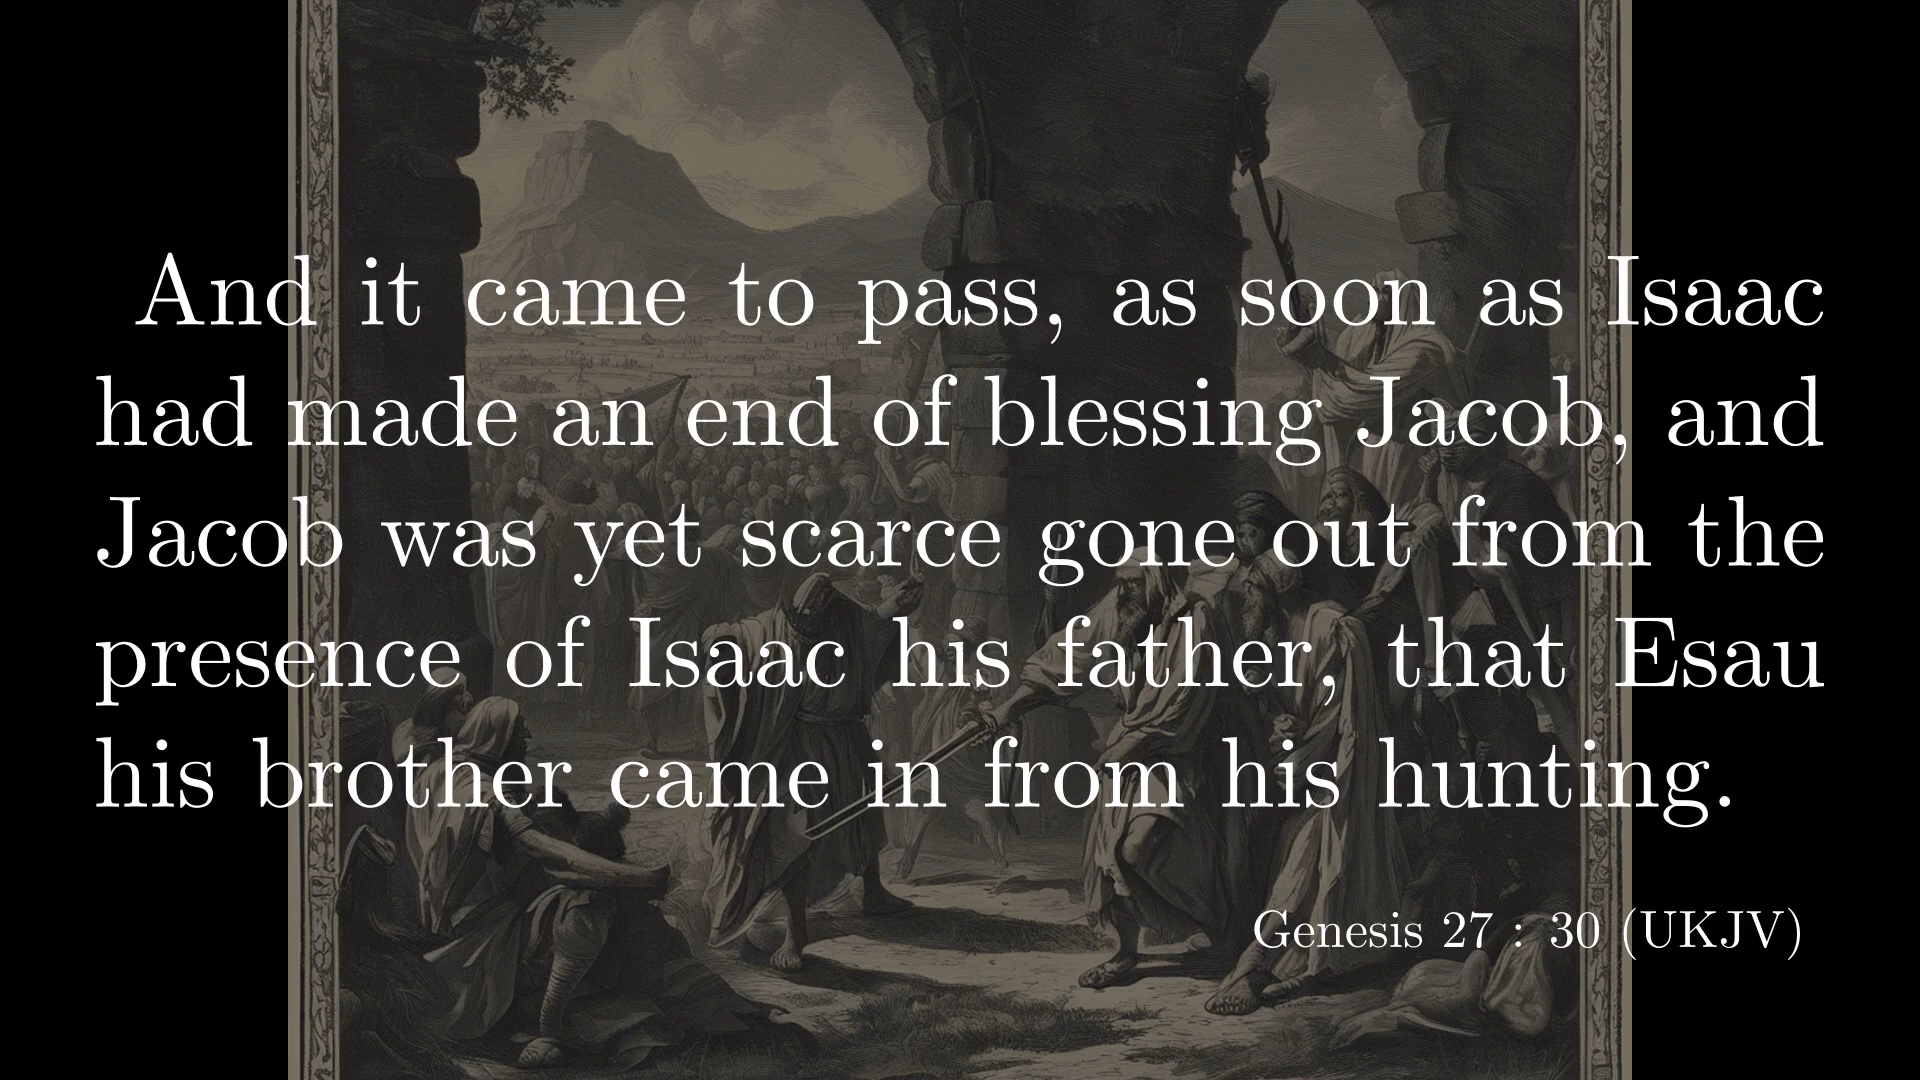 And it came to pass, as soon as Isaac
had made an end of blessing Jacob, and
Jacob was yet scarce gone out from the
presence of Isaac his father, that Esau
his brother came in from his hunting.
Genesis 27 : 30 (UKJV)